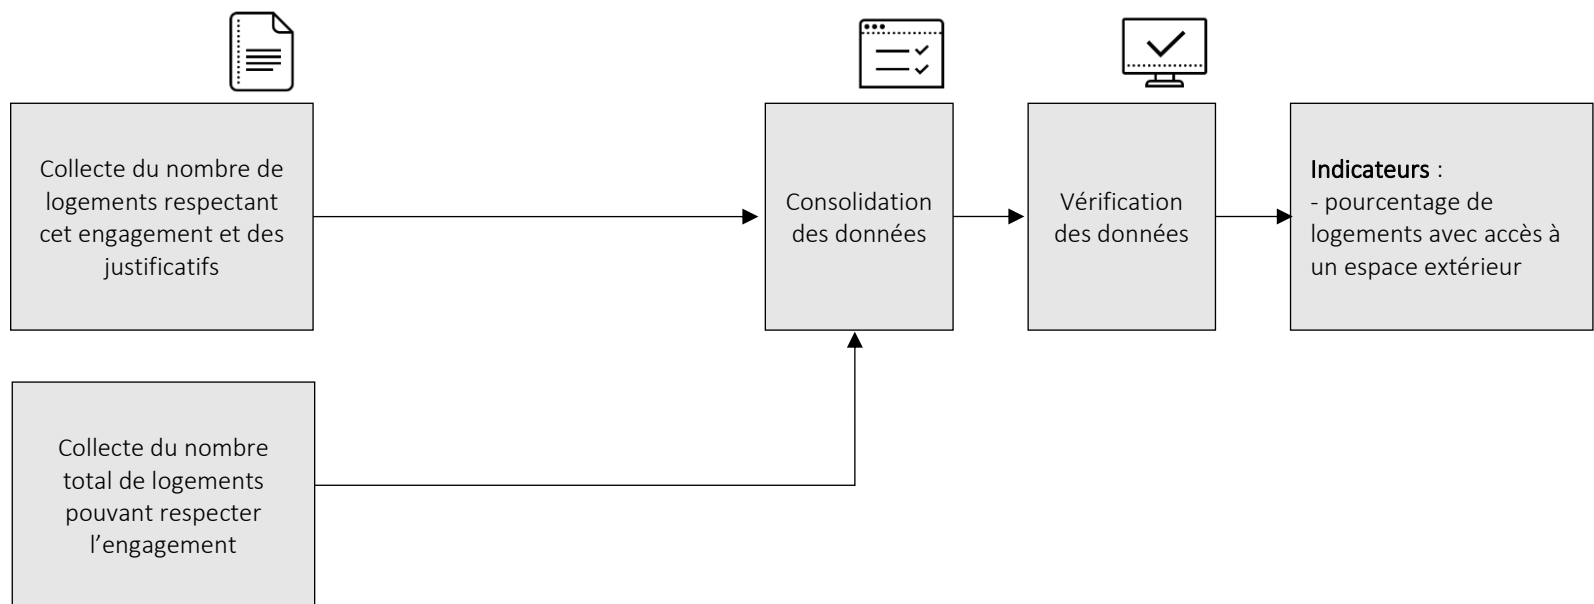 Collecte du nombre de
logements respectant
cet engagement et des
justificatifs
Consolidation
des données
Vérification
des données
Indicateurs :
- pourcentage de
logements avec accès à
un espace extérieur
Collecte du nombre
total de logements
pouvant respecter
l’engagement